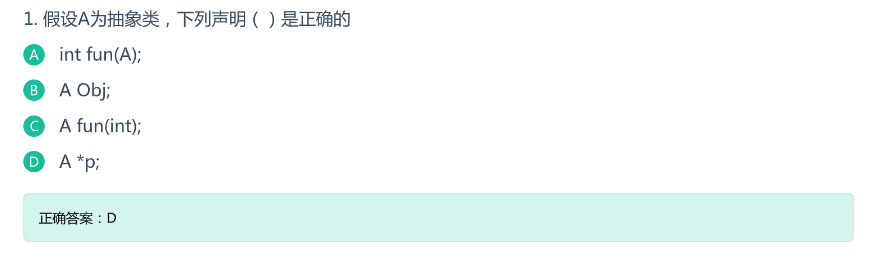 1. 假设A为抽象类，下列声明（ ）是正确的
A int fun(A);
B A Obj;
C A fun(int);
D A *p;
正确答案：D